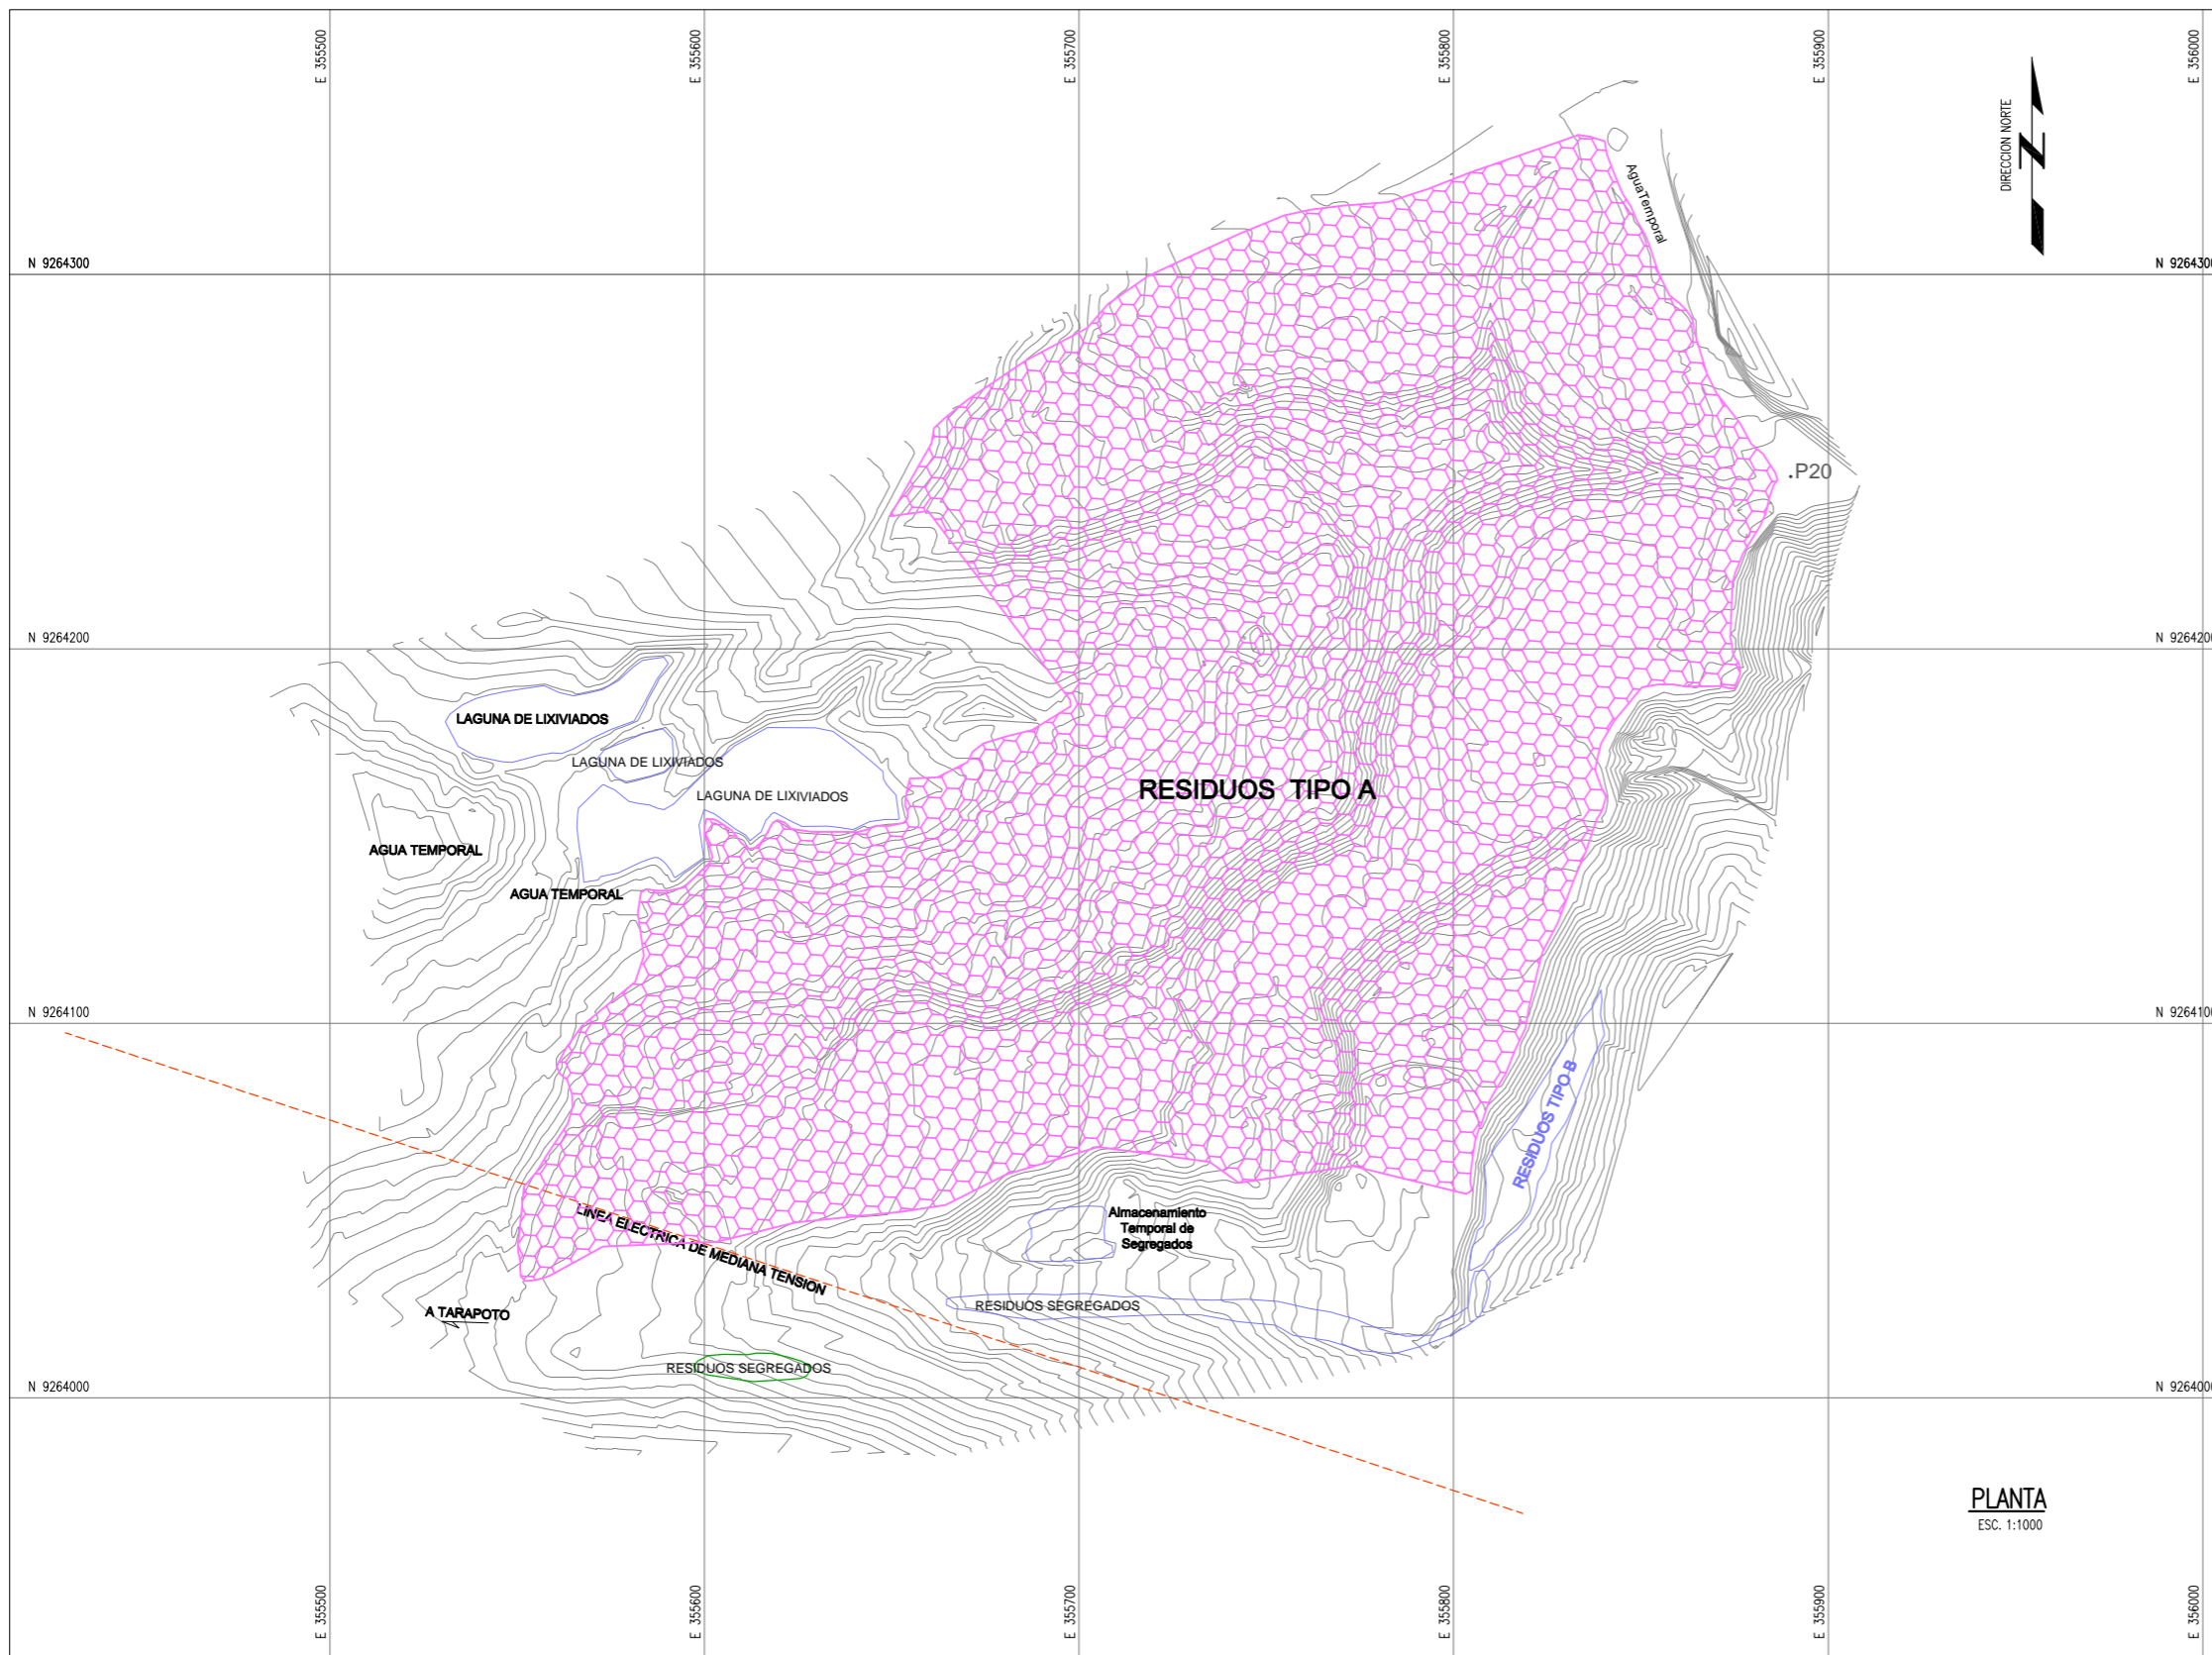 E 355500
E 355600
E 355700
E 355800
E 355900
E 356000
DIRECCION NORTE
N
AguaTemporal
N 9264300
N 9264300
.P20
N 9264200
N 9264200
LAGUNA DE LIXIVIADOS
LAGUNA DE LIXIVIADOS
LAGUNA DE LIXIVIADOS
RESIDUOS TIPO A
AGUA TEMPORAL
AGUA TEMPORAL
N 9264100
N 9264100
RESIDUOS TIPO B
LINEA ELECTRICA DE MEDIANA TENSION
Almacenamiento
Temporal de
Segregados
A TARAPOTO
RESIDUOS SEGREGADOS
RESIDUOS SEGREGADOS
N 9264000
N 9264000
PLANTA
ESC. 1:1000
E 355500
E 355600
E 355700
E 355800
E 355900
E 356000